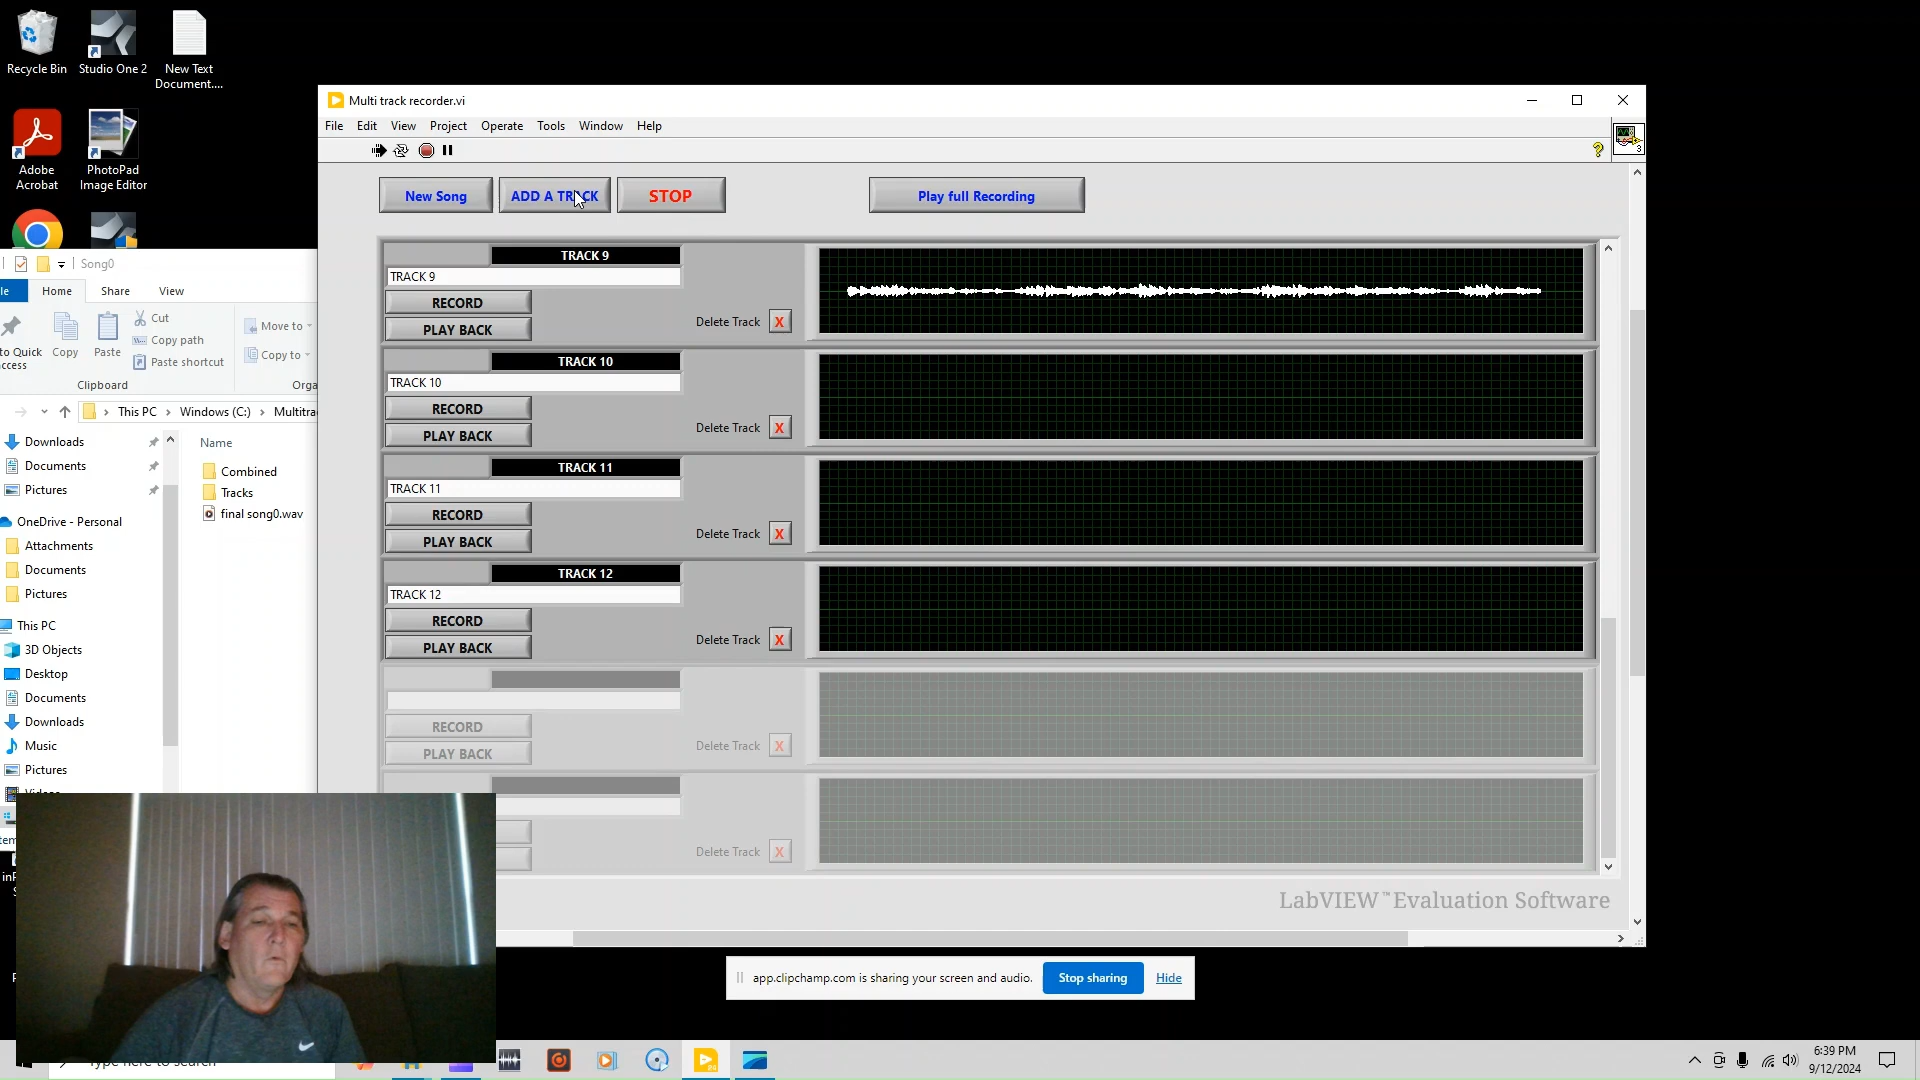 Recycle Bin
Studio One 2
New Text
Document....
Adobe
Acrobat
PhotoPad
Image Editor
Song0
Home Share View
Cut
Copy path
Paste shortcut
Copy
Paste
Move to
Copy to
to Quick
Clipboard
This PC
Windows (C:)
Name
Downloads
Documents
Pictures
OneDrive - Personal
Attachments
Documents
Pictures
This PC
3D Objects
Desktop
Documents
Downloads
Music
Pictures
Combined
Tracks
final song0.wav
Multi track recorder.vi
File Edit View Project Operate Tools Window Help
New Song
ADD A TRACK
STOP
Play full Recording
TRACK 9
TRACK 9
RECORD
PLAY BACK
Delete Track X
TRACK 10
TRACK 10
RECORD
PLAY BACK
Delete Track X
TRACK 11
TRACK 11
RECORD
PLAY BACK
Delete Track X
TRACK 12
TRACK 12
RECORD
PLAY BACK
Delete Track X
RECORD
PLAY BACK
Delete Track X
Delete Track X
LabVIEW™ Evaluation Software
app.clipchamp.com is sharing your screen and audio.
Stop sharing
Hide
6:39 PM
9/12/2024